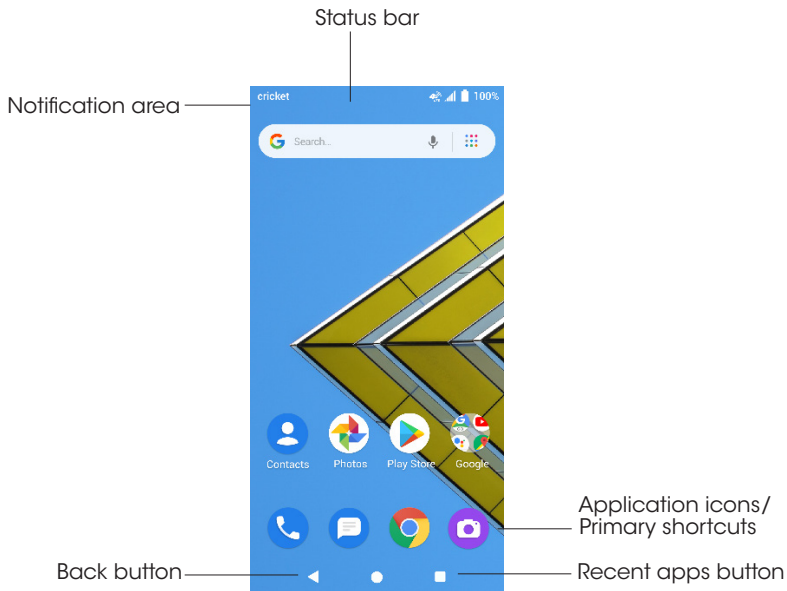 Status bar
Notification area
cricket 100%
Search...
Contacts Photos Play Store Google
Application icons/
Primary shortcuts
Back button
Recent apps button